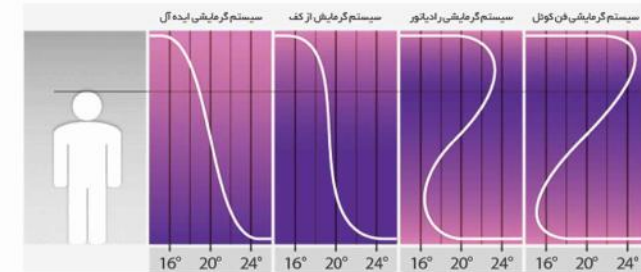 سیستم گرمایشی ایده آل
سیستم گرمایش از کف
سیستم گرمایشی رادیاتور
سیستم گرمایشی فن کوئل
16° 20° 24°
16° 20° 24°
16° 20° 24°
16° 20° 24°